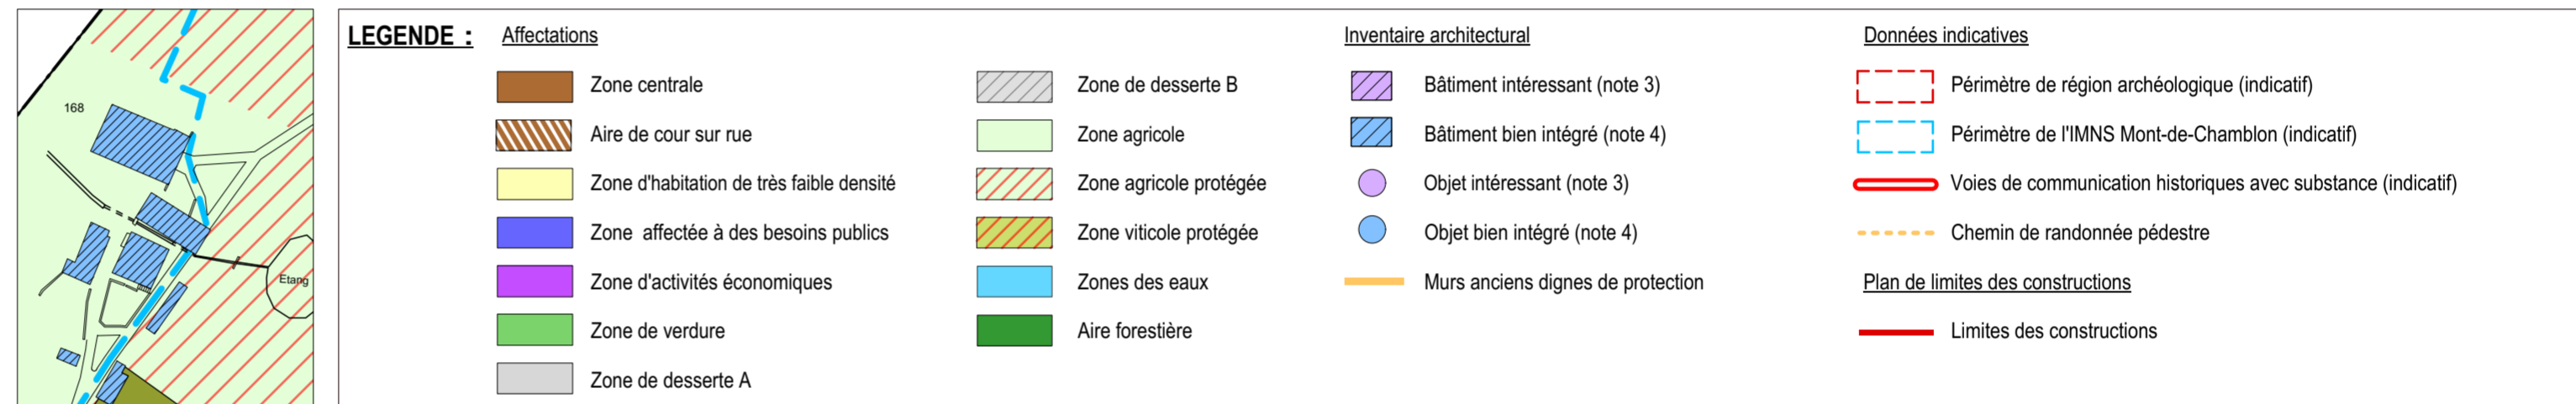 168
Etang
LEGENDE :
Affectations
Zone centrale
Aire de cour sur rue
Zone d'habitation de très faible densité
Zone affectée à des besoins publics
Zone d'activités économiques
Zone de verdure
Zone de desserte A
Zone de desserte B
Zone agricole
Zone agricole protégée
Zone viticole protégée
Zones des eaux
Aire forestière
Inventaire architectural
Bâtiment intéressant (note 3)
Bâtiment bien intégré (note 4)
Objet intéressant (note 3)
Objet bien intégré (note 4)
Murs anciens dignes de protection
Données indicatives
Périmètre de région archéologique (indicatif)
Périmètre de l'IMNS Mont-de-Chamblon (indicatif)
Voies de communication historiques avec substance (indicatif)
Chemin de randonnée pédestre
Plan de limites des constructions
Limites des constructions